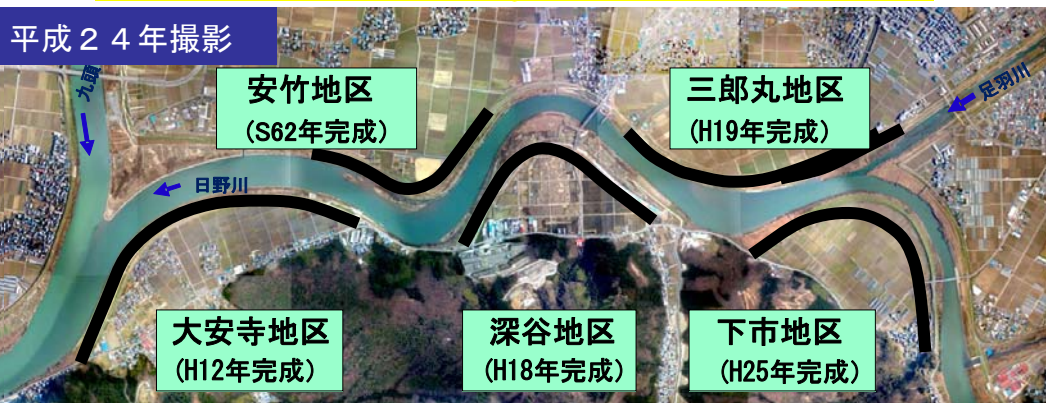 平成２４年撮影
九頭
安竹地区
(S62年完成)
三郎丸地区
(H19年完成)
足羽川
日野川
大安寺地区
(H12年完成)
深谷地区
(H18年完成)
下市地区
(H25年完成)